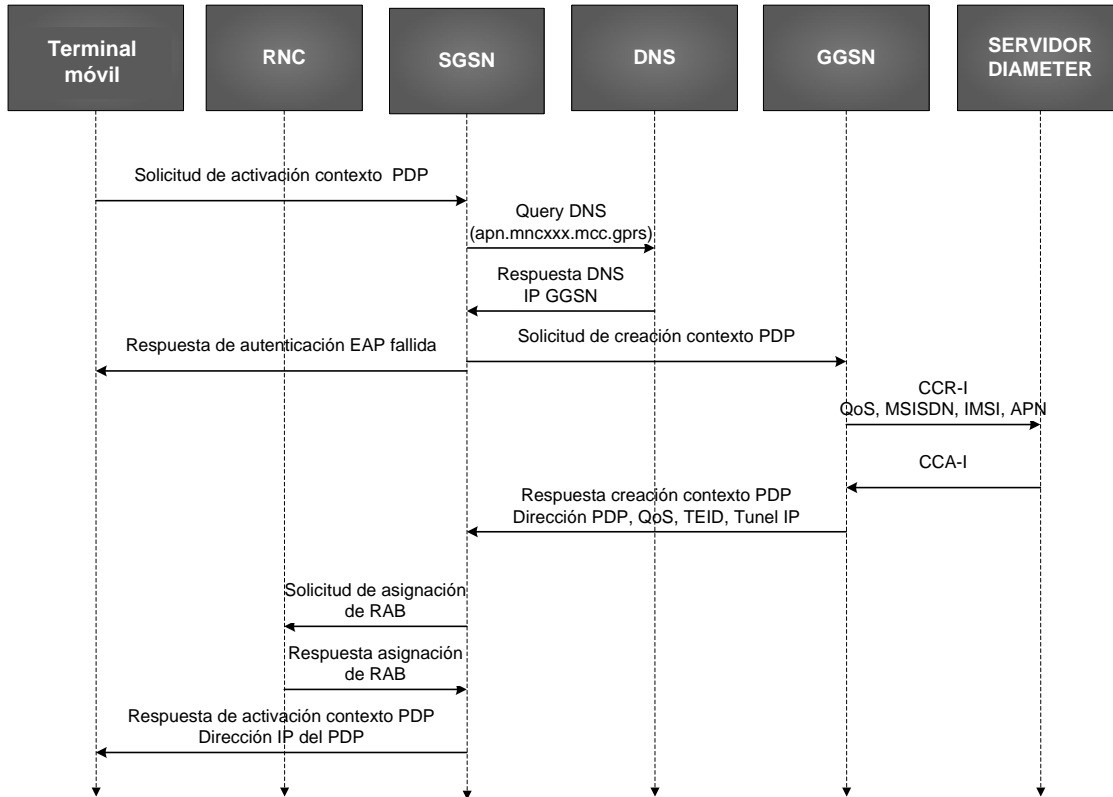 Terminal
móvil
RNC
SGSN
DNS
GGSN
SERVIDOR
DIAMETER
Solicitud de activación contexto PDP
Query DNS
(apn.mncxxx.mcc.gprs)
Respuesta DNS
IP GGSN
Respuesta de autenticación EAP fallida
Solicitud de creación contexto PDP
CCR-I
QoS, MSISDN, IMSI, APN
CCA-I
Respuesta creación contexto PDP
Dirección PDP, QoS, TEID, Tunel IP
Solicitud de asignación
de RAB
Respuesta asignación
de RAB
Respuesta de activación contexto PDP
Dirección IP del PDP